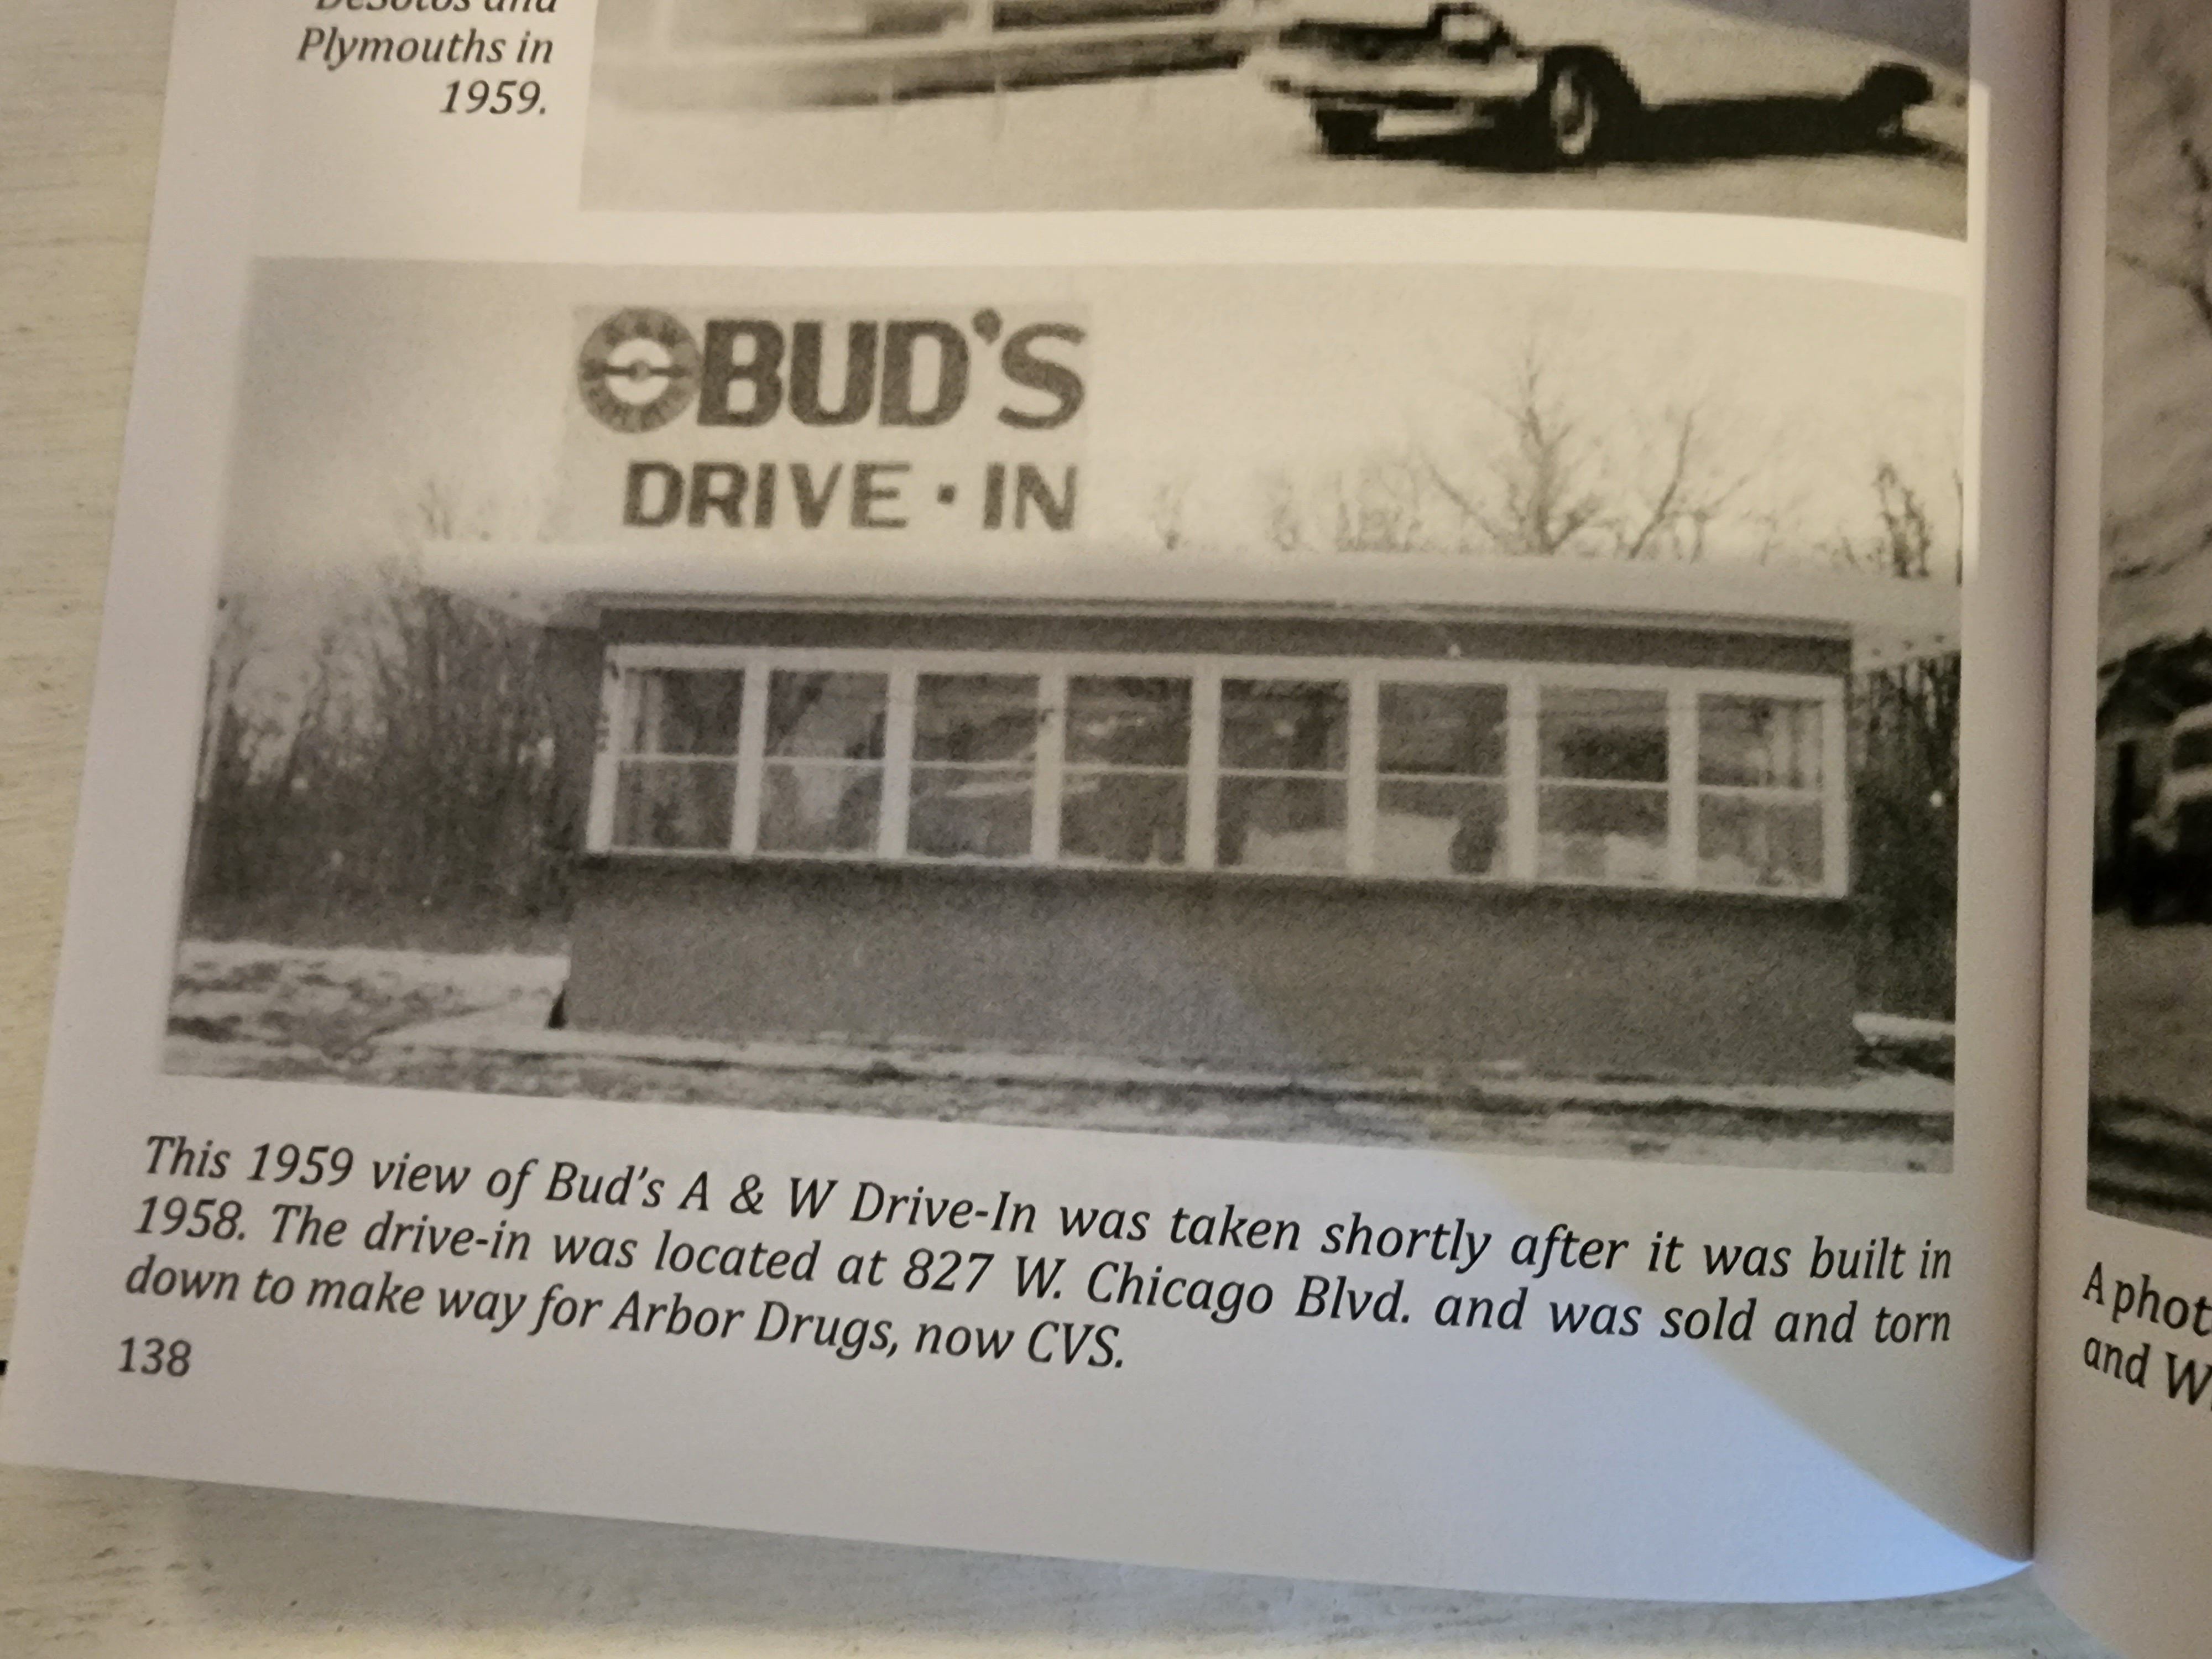 DeSotos and
Plymouths in
1959.
BUD'S
DRIVE · IN
This 1959 view of Bud's A & W Drive-In was taken shortly after it was built in
1958. The drive-in was located at 827 W. Chicago Blvd. and was sold and torn
down to make way for Arbor Drugs, now CVS.
138
A phot
and W